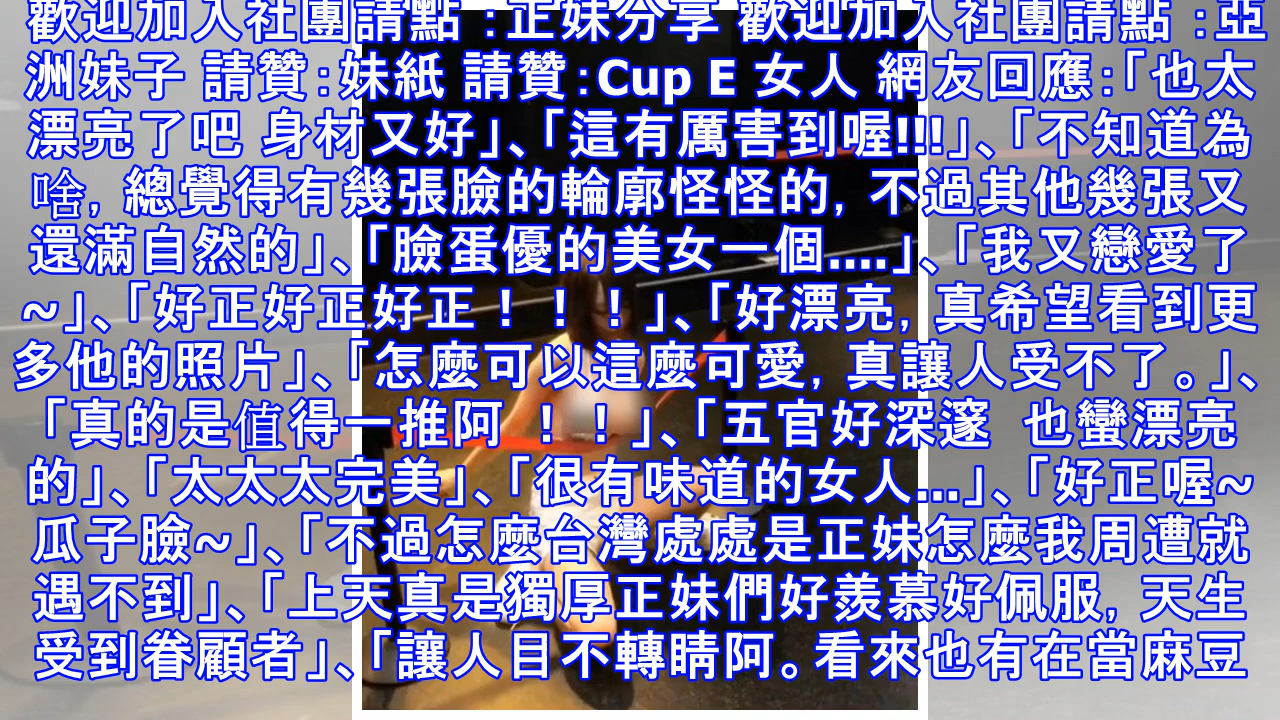 歡迎加入社團請點 :正妹分享 歡迎加入社團請點 :亞
洲妹子 請贊:妹紙 請贊:Cup E 女人 網友回應:「也太
漂亮了吧 身材又好」、「這有厲害到喔!!!」、「不知道為
啥, 總覺得有幾張臉的輪廓怪怪的, 不過其他幾張又
還滿自然的」、「臉蛋優的美女一個....」、「我又戀愛了
~」、「好正好正好正！！！」、「好漂亮, 真希望看到更
多他的照片」、「怎麼可以這麼可愛, 真讓人受不了。」、
「真的是值得一推阿 ！！」、「五官好深邃 也蠻漂亮
的」、「太太太完美」、「很有味道的女人...」、「好正喔~
瓜子臉~」、「不過怎麼台灣處處是正妹怎麼我周遭就
遇不到」、「上天真是獨厚正妹們好羨慕好佩服, 天生
受到眷顧者」、「讓人目不轉睛阿。看來也有在當麻豆